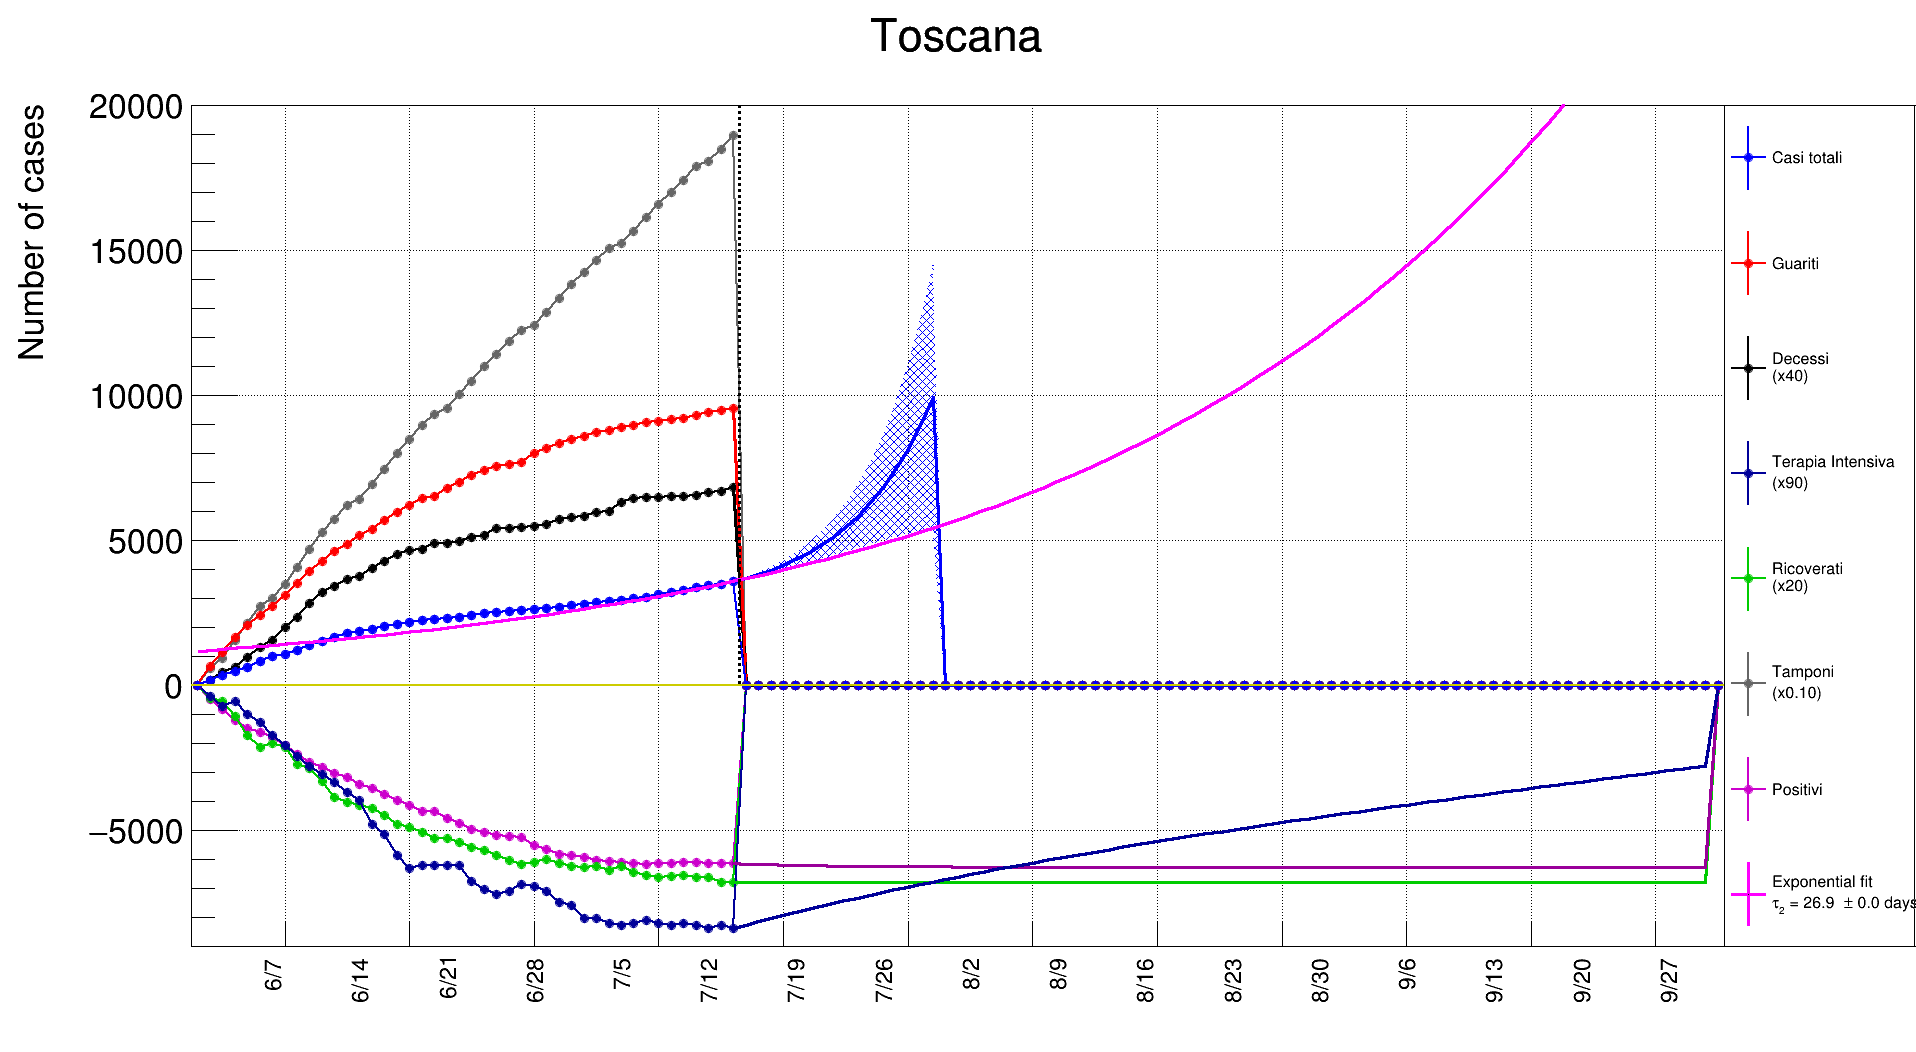 Toscana
Number of cases
20000
15000
10000
5000
0
−5000
6/7
6/14
6/21
6/28
7/5
7/12
7/19
7/26
8/2
8/9
8/16
8/23
8/30
9/6
9/13
9/20
9/27
Casi totali
Guariti
Decessi
(x40)
Terapia Intensiva
(x90)
Ricoverati
(x20)
Tamponi
(x0.10)
Positivi
Exponential fit
τ2 = 26.9 ± 0.0 days